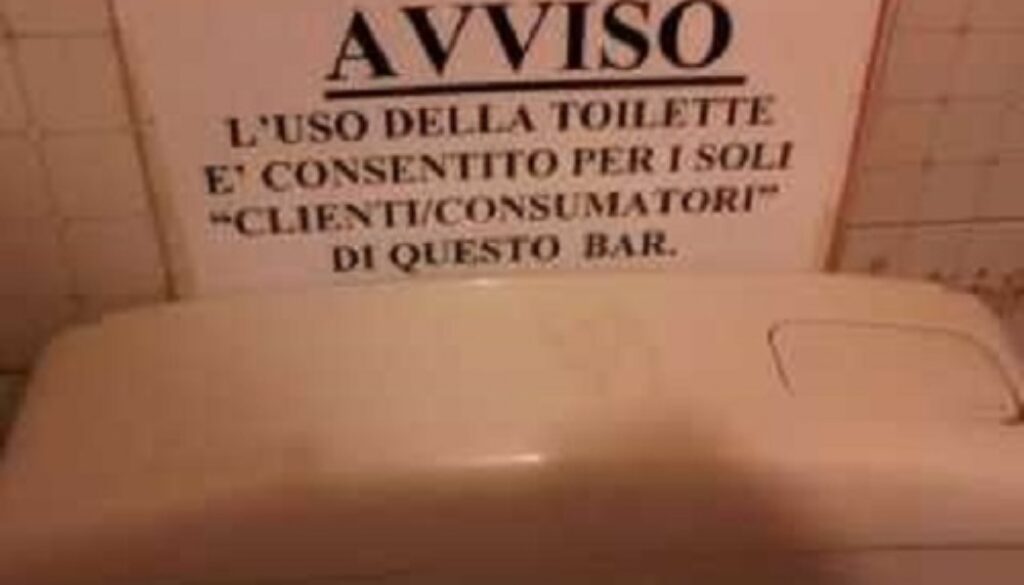 AVVISO
L'USO DELLA TOILETTE
E' CONSENTITO PER I SOLI
"CLIENTI/CONSUMATORI"
DI QUESTO BAR.